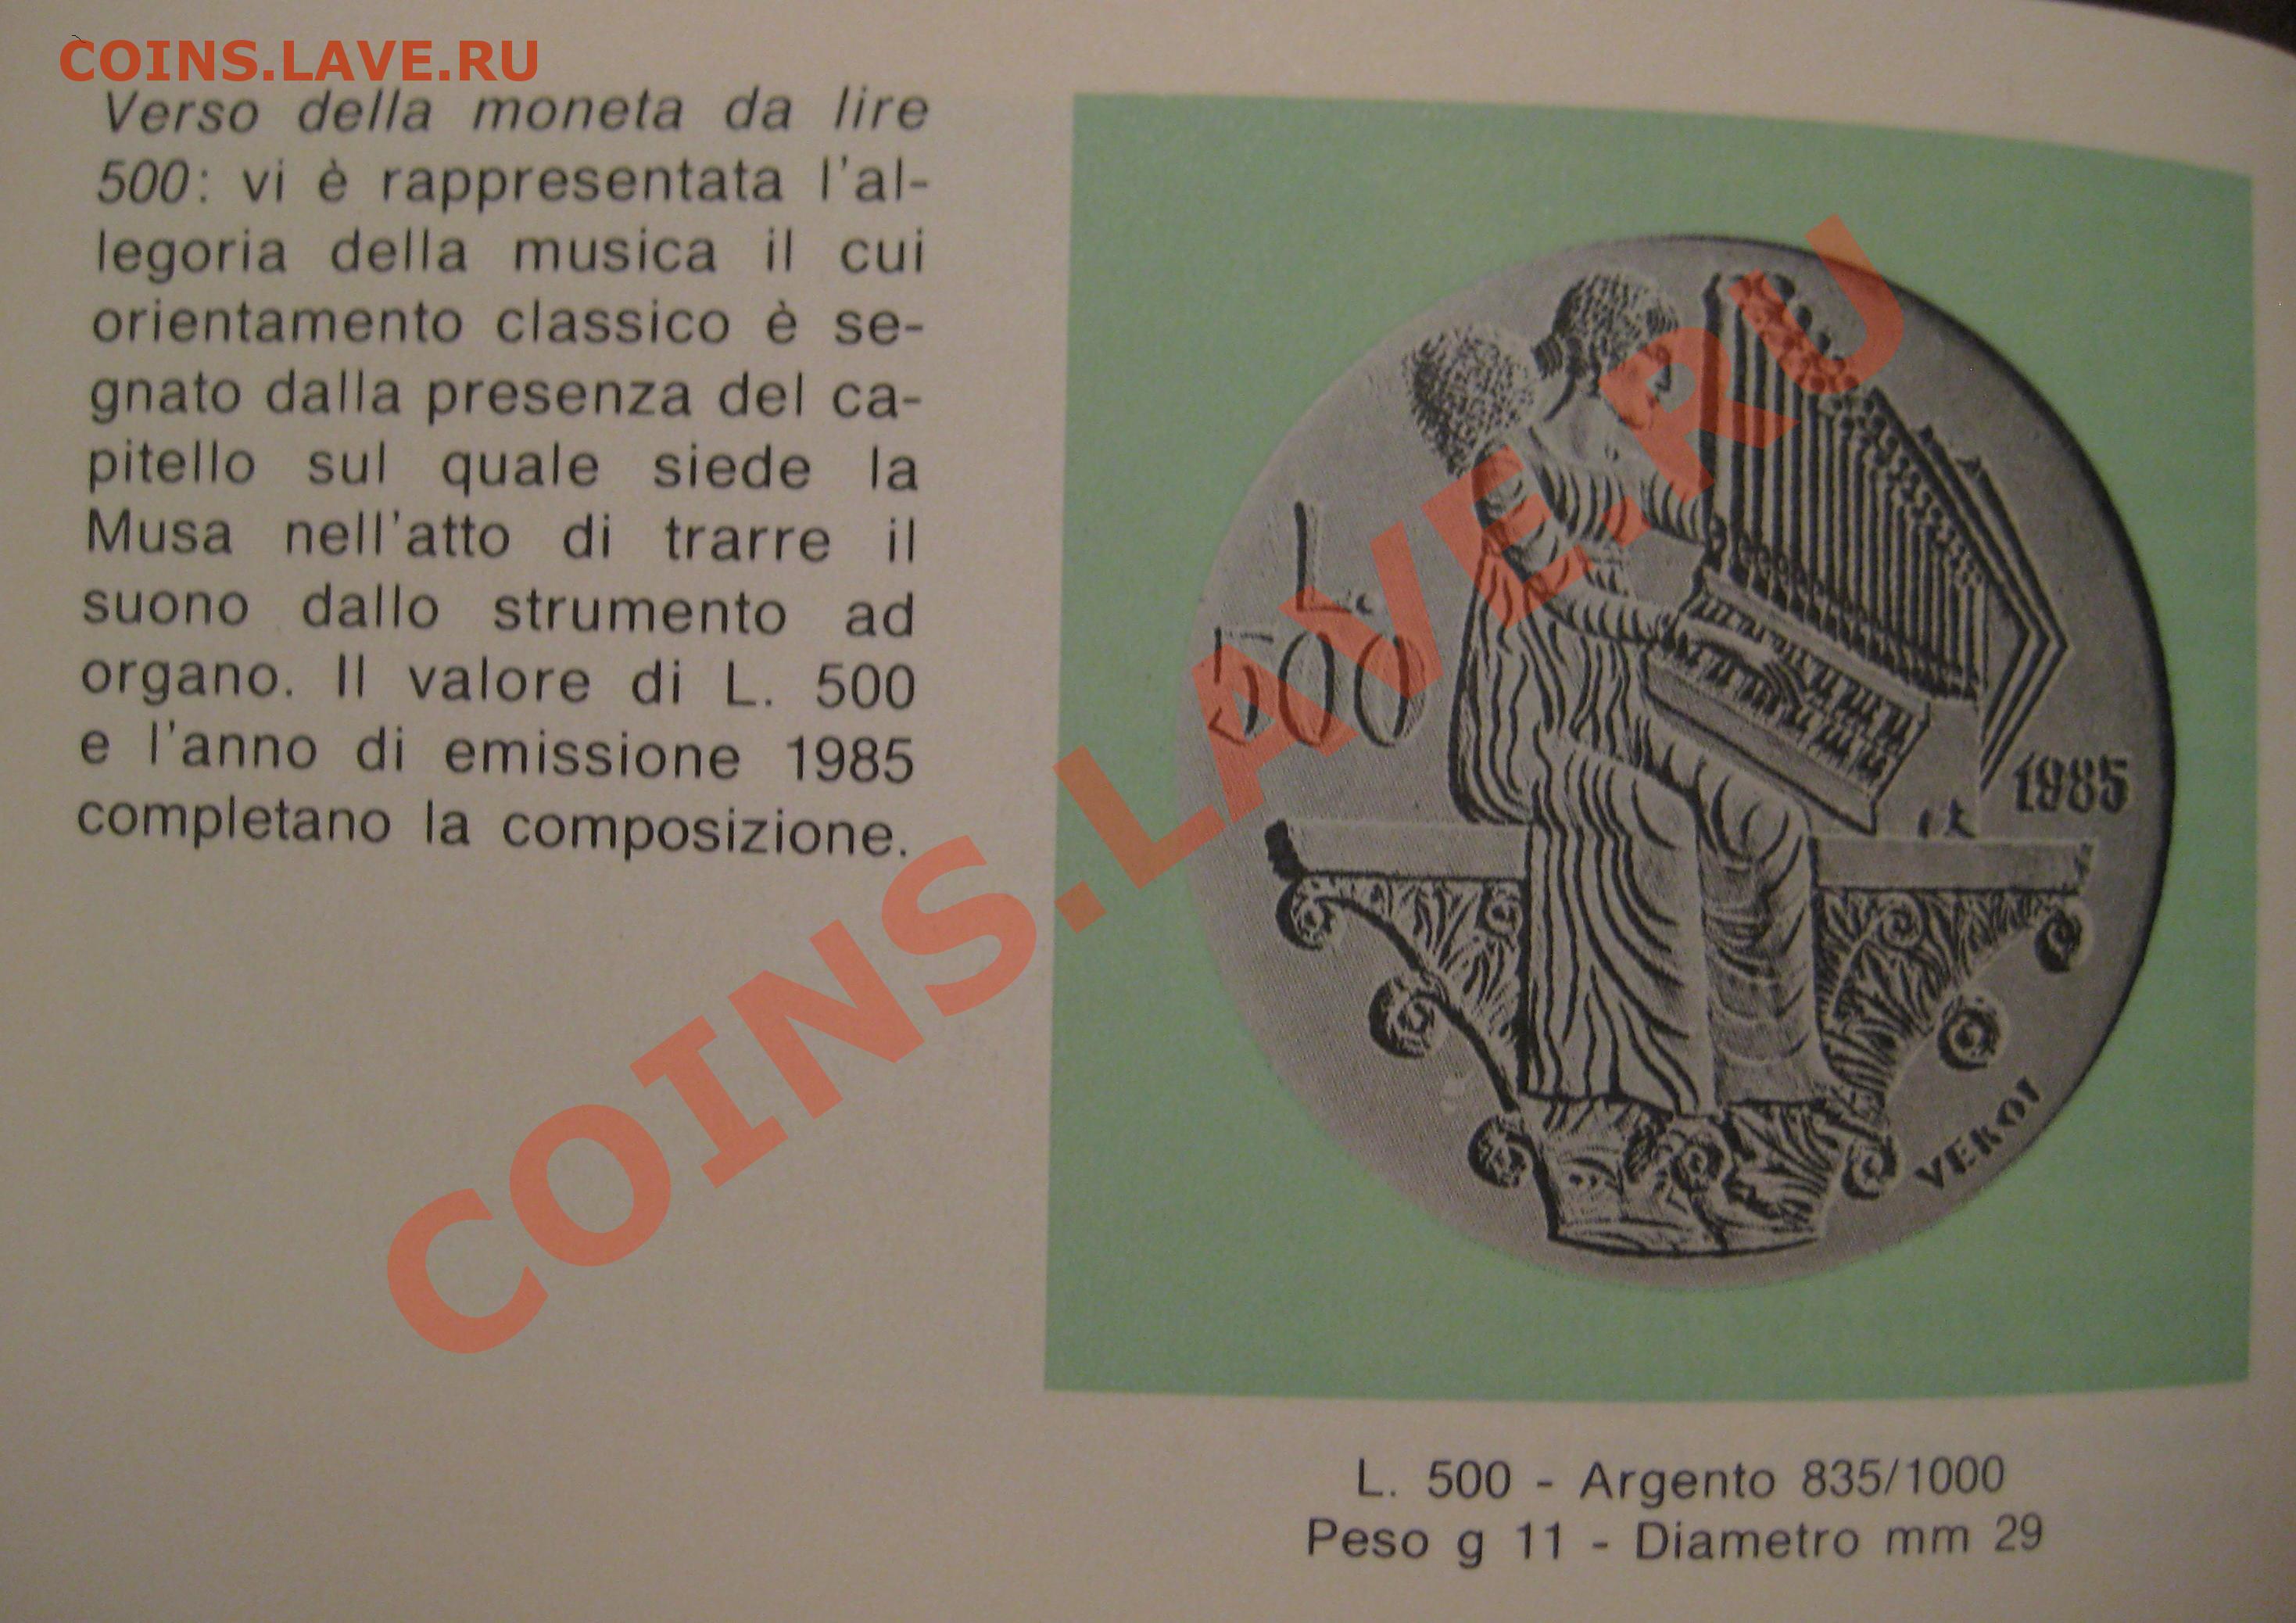 COINS.LAVE.RU
Verso della moneta da lire
500: vi è rappresentata l'al-
legoria della musica il cui
orientamento classico è se-
gnato dalla presenza del ca-
pitello sul quale siede la
Musa nell'atto di trarre il
suono dallo strumento ad
organo. Il valore di L. 500
e l'anno di emissione 1985
completano la composizione.
COINS.LAVE.RU
L.
500
1985
VEROI
L. 500 - Argento 835/1000
Peso g 11 - Diametro mm 29